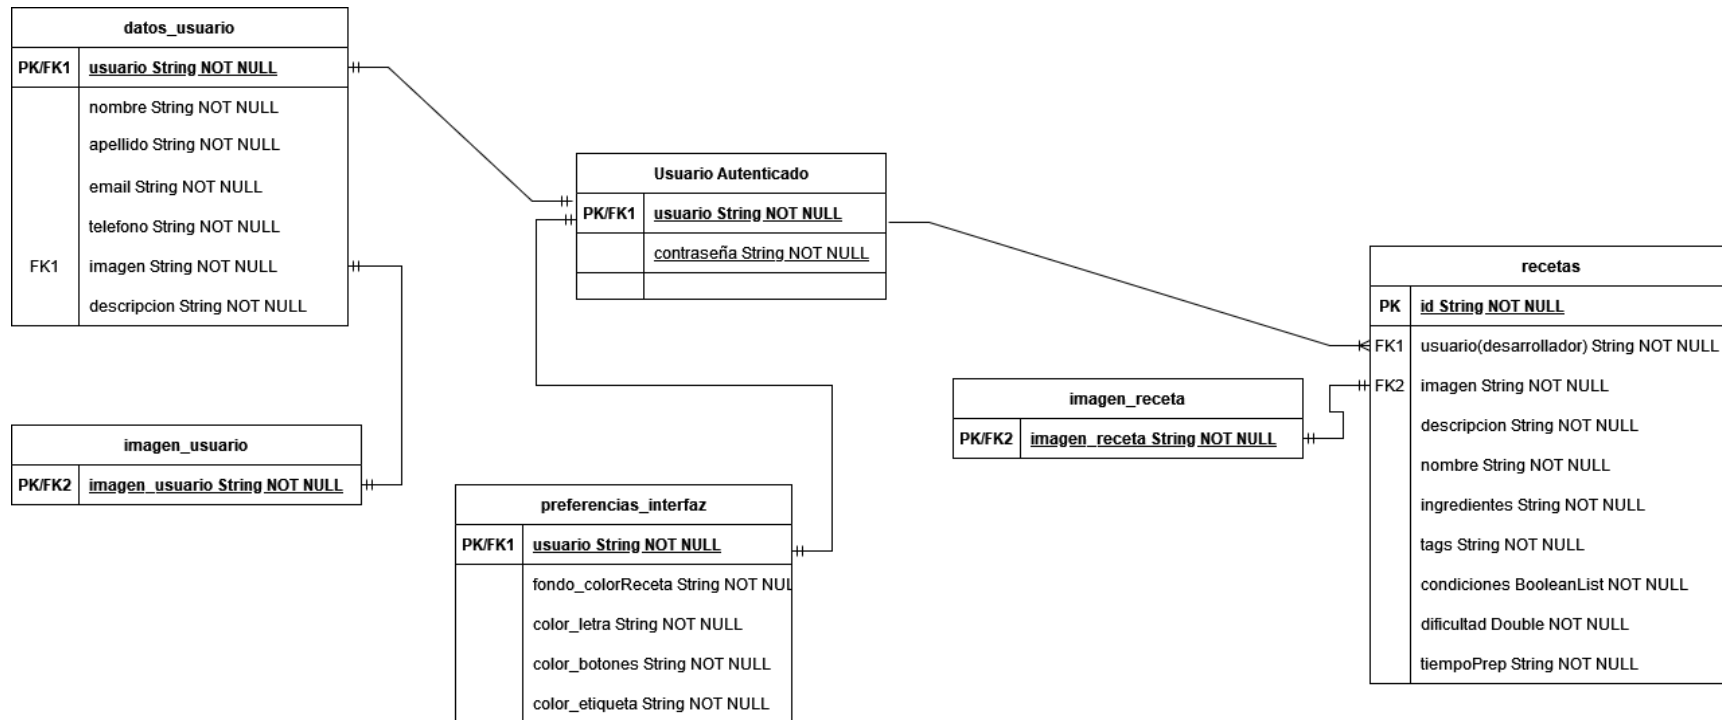 datos_usuario
PK/FK1 usuario String NOT NULL
nombre String NOT NULL
apellido String NOT NULL
email String NOT NULL
telefono String NOT NULL
FK1 imagen String NOT NULL
descripcion String NOT NULL
Usuario Autenticado
PK/FK1 usuario String NOT NULL
contraseña String NOT NULL
recetas
PK id String NOT NULL
FK1 usuario(desarrollador) String NOT NULL
FK2 imagen String NOT NULL
descripcion String NOT NULL
nombre String NOT NULL
ingredientes String NOT NULL
tags String NOT NULL
condiciones BooleanList NOT NULL
dificultad Double NOT NULL
tiempoPrep String NOT NULL
imagen_receta
PK/FK2 imagen_receta String NOT NULL
imagen_usuario
PK/FK2 imagen_usuario String NOT NULL
preferencias_interfaz
PK/FK1 usuario String NOT NULL
fondo_colorReceta String NOT NUL
color_letra String NOT NULL
color_botones String NOT NULL
color_etiqueta String NOT NULL